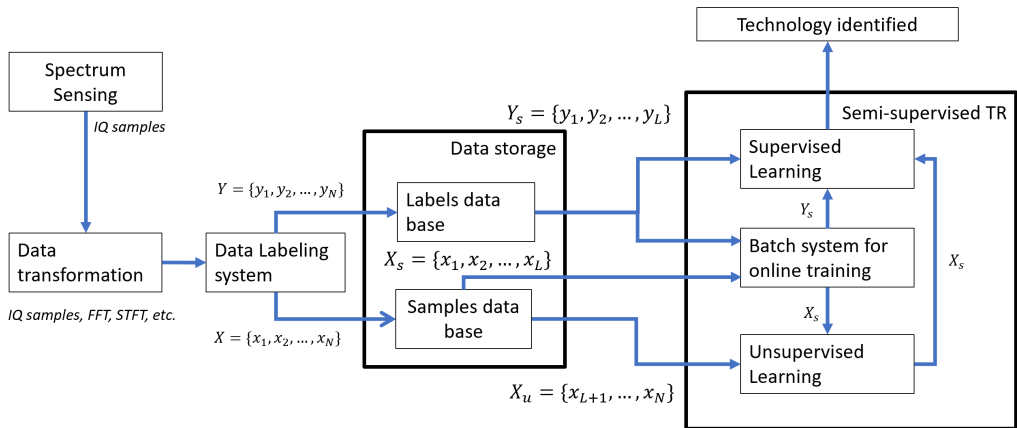 Technology identified
Spectrum
Sensing
IQ samples
Y_s = {y_1, y_2, ..., y_L}
Semi-supervised TR
Data storage
Supervised
Learning
Y = {y_1, y_2, ..., y_N}
Labels data
base
Y_s
Data
transformation
Data Labeling
system
X_s = {x_1, x_2, ..., x_L}
Batch system for
online training
X_s
IQ samples, FFT, STFT, etc.
Samples data
base
X_s
X = {x_1, x_2, ..., x_N}
Unsupervised
Learning
X_u = {x_{L+1}, ..., x_N}